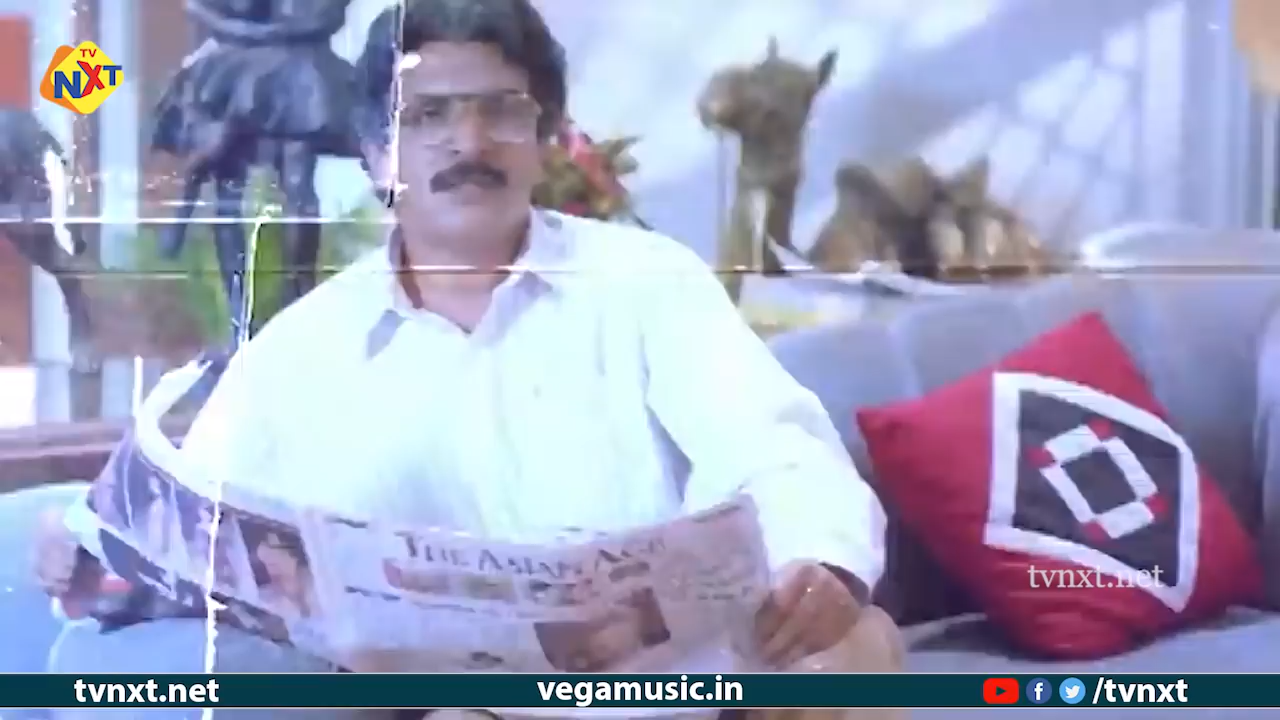 TV
NXT
THE ASIAN AGE
tvnxt.net
tvnxt.net
vegamusic.in
/tvnxt